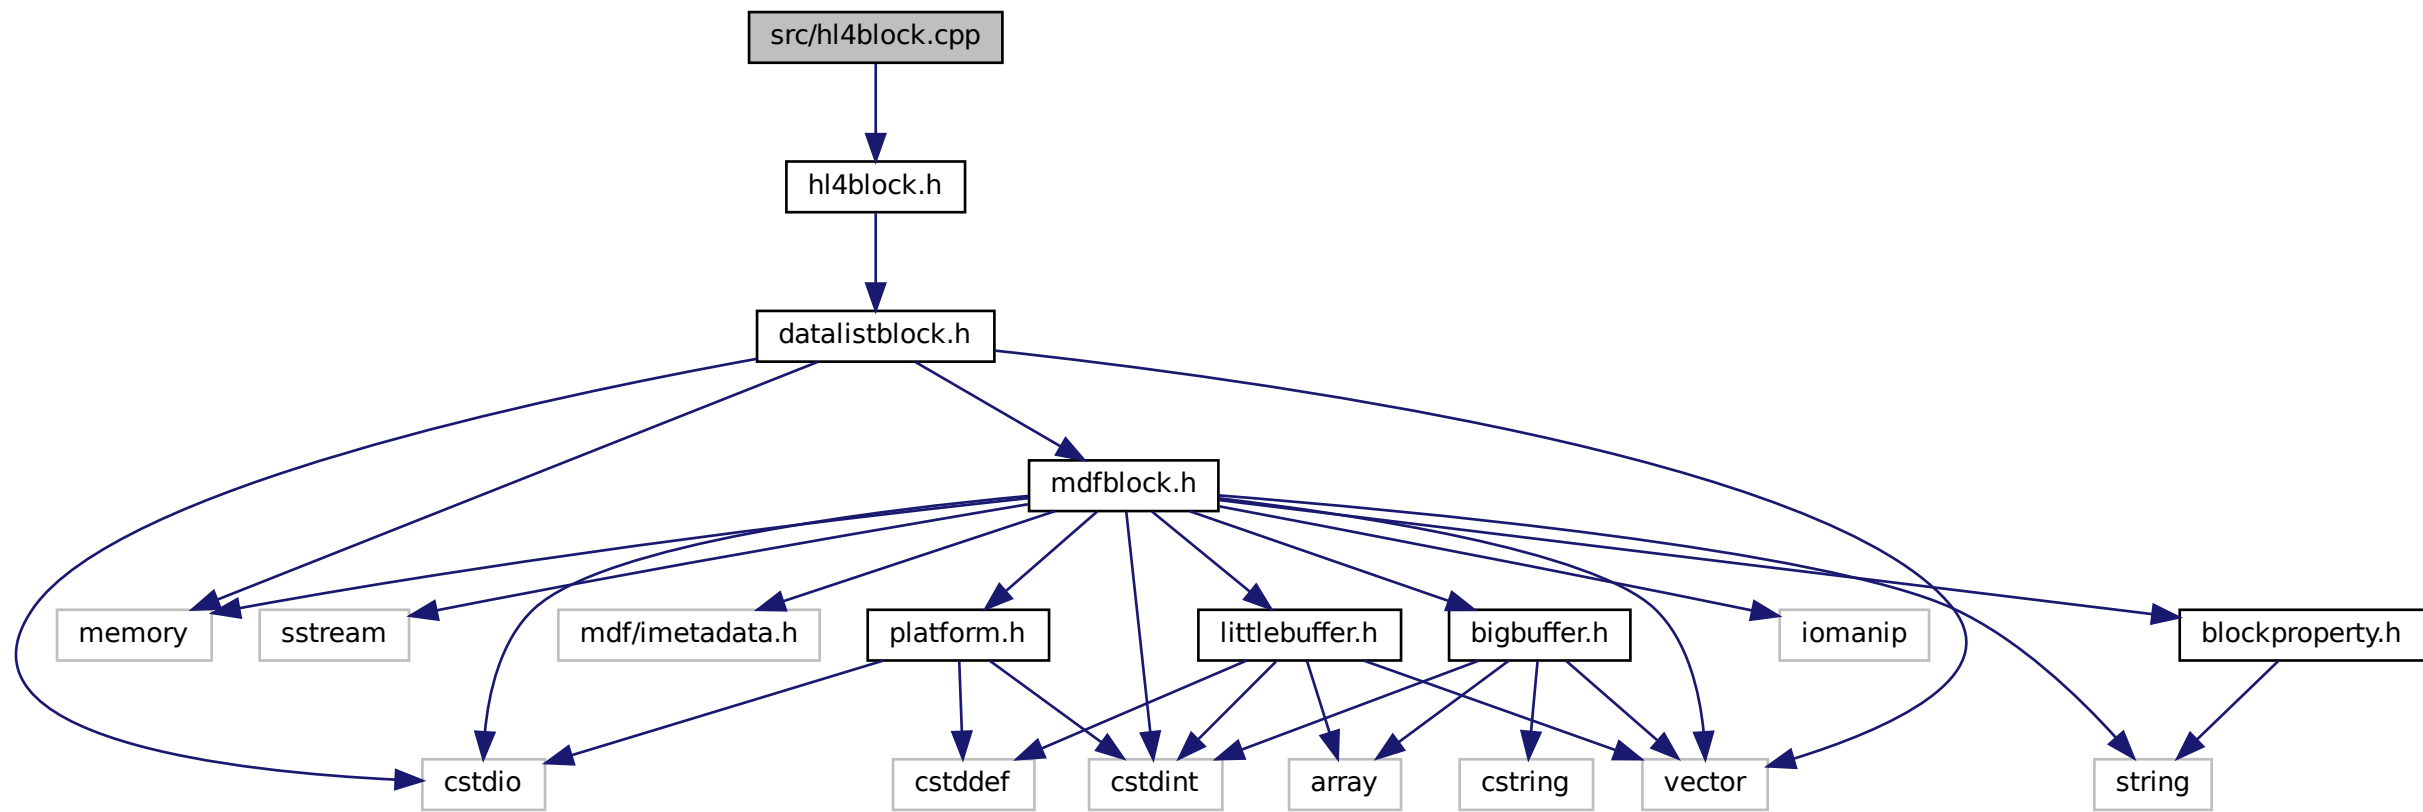 src/hl4block.cpp
hl4block.h
datalistblock.h
mdfblock.h
memory
sstream
mdf/imetadata.h
platform.h
littlebuffer.h
bigbuffer.h
iomanip
blockproperty.h
cstdio
cstddef
cstdint
array
cstring
vector
string